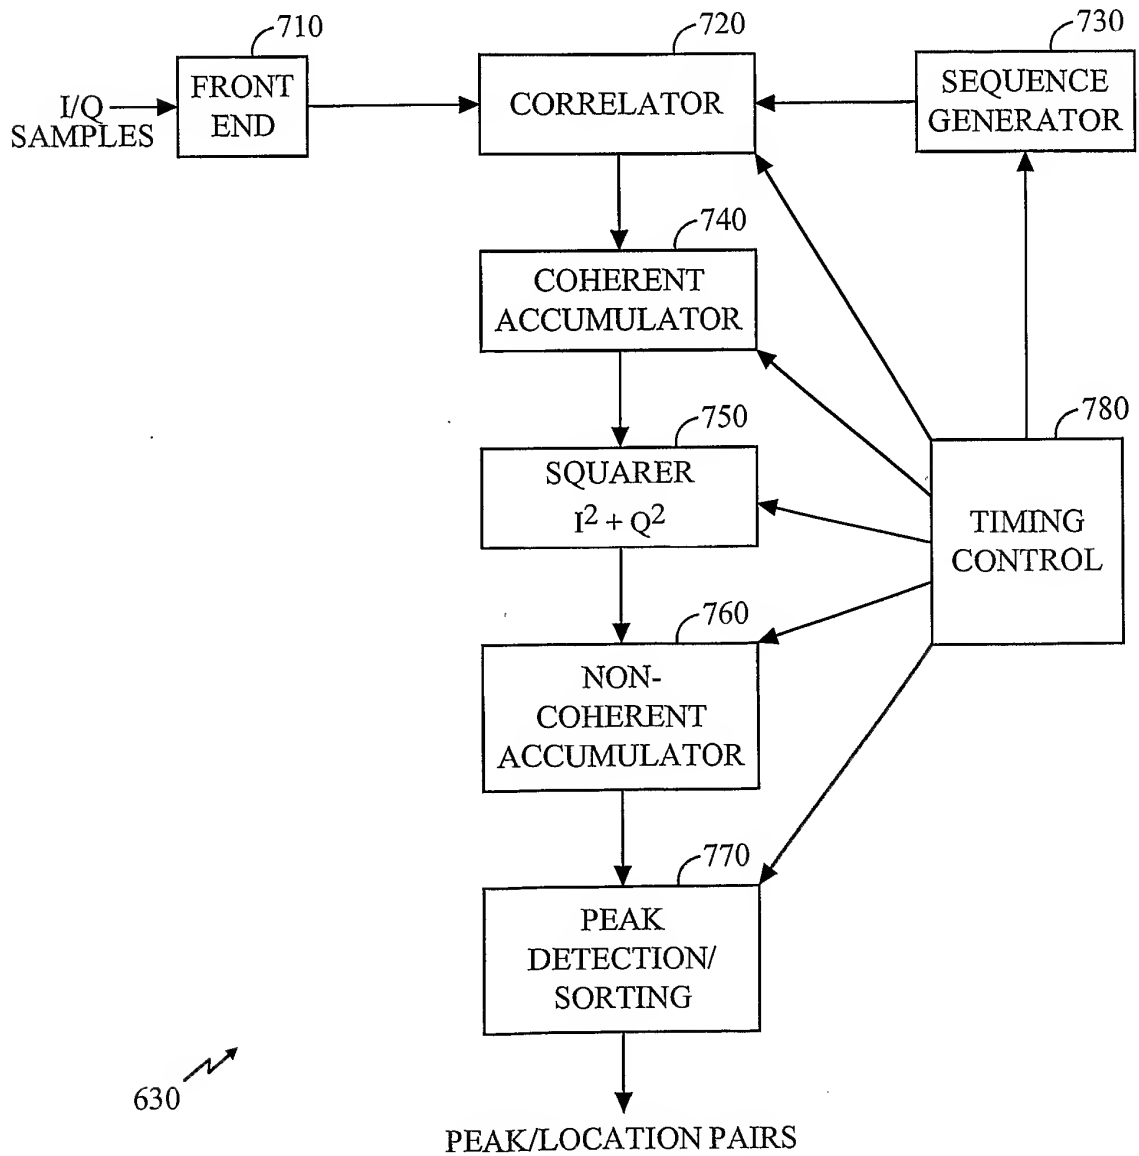 710
720
730
I/Q
SAMPLES
FRONT
END
CORRELATOR
SEQUENCE
GENERATOR
740
COHERENT
ACCUMULATOR
750
SQUARER
I² + Q²
780
TIMING
CONTROL
760
NON-
COHERENT
ACCUMULATOR
770
PEAK
DETECTION/
SORTING
630
PEAK/LOCATION PAIRS